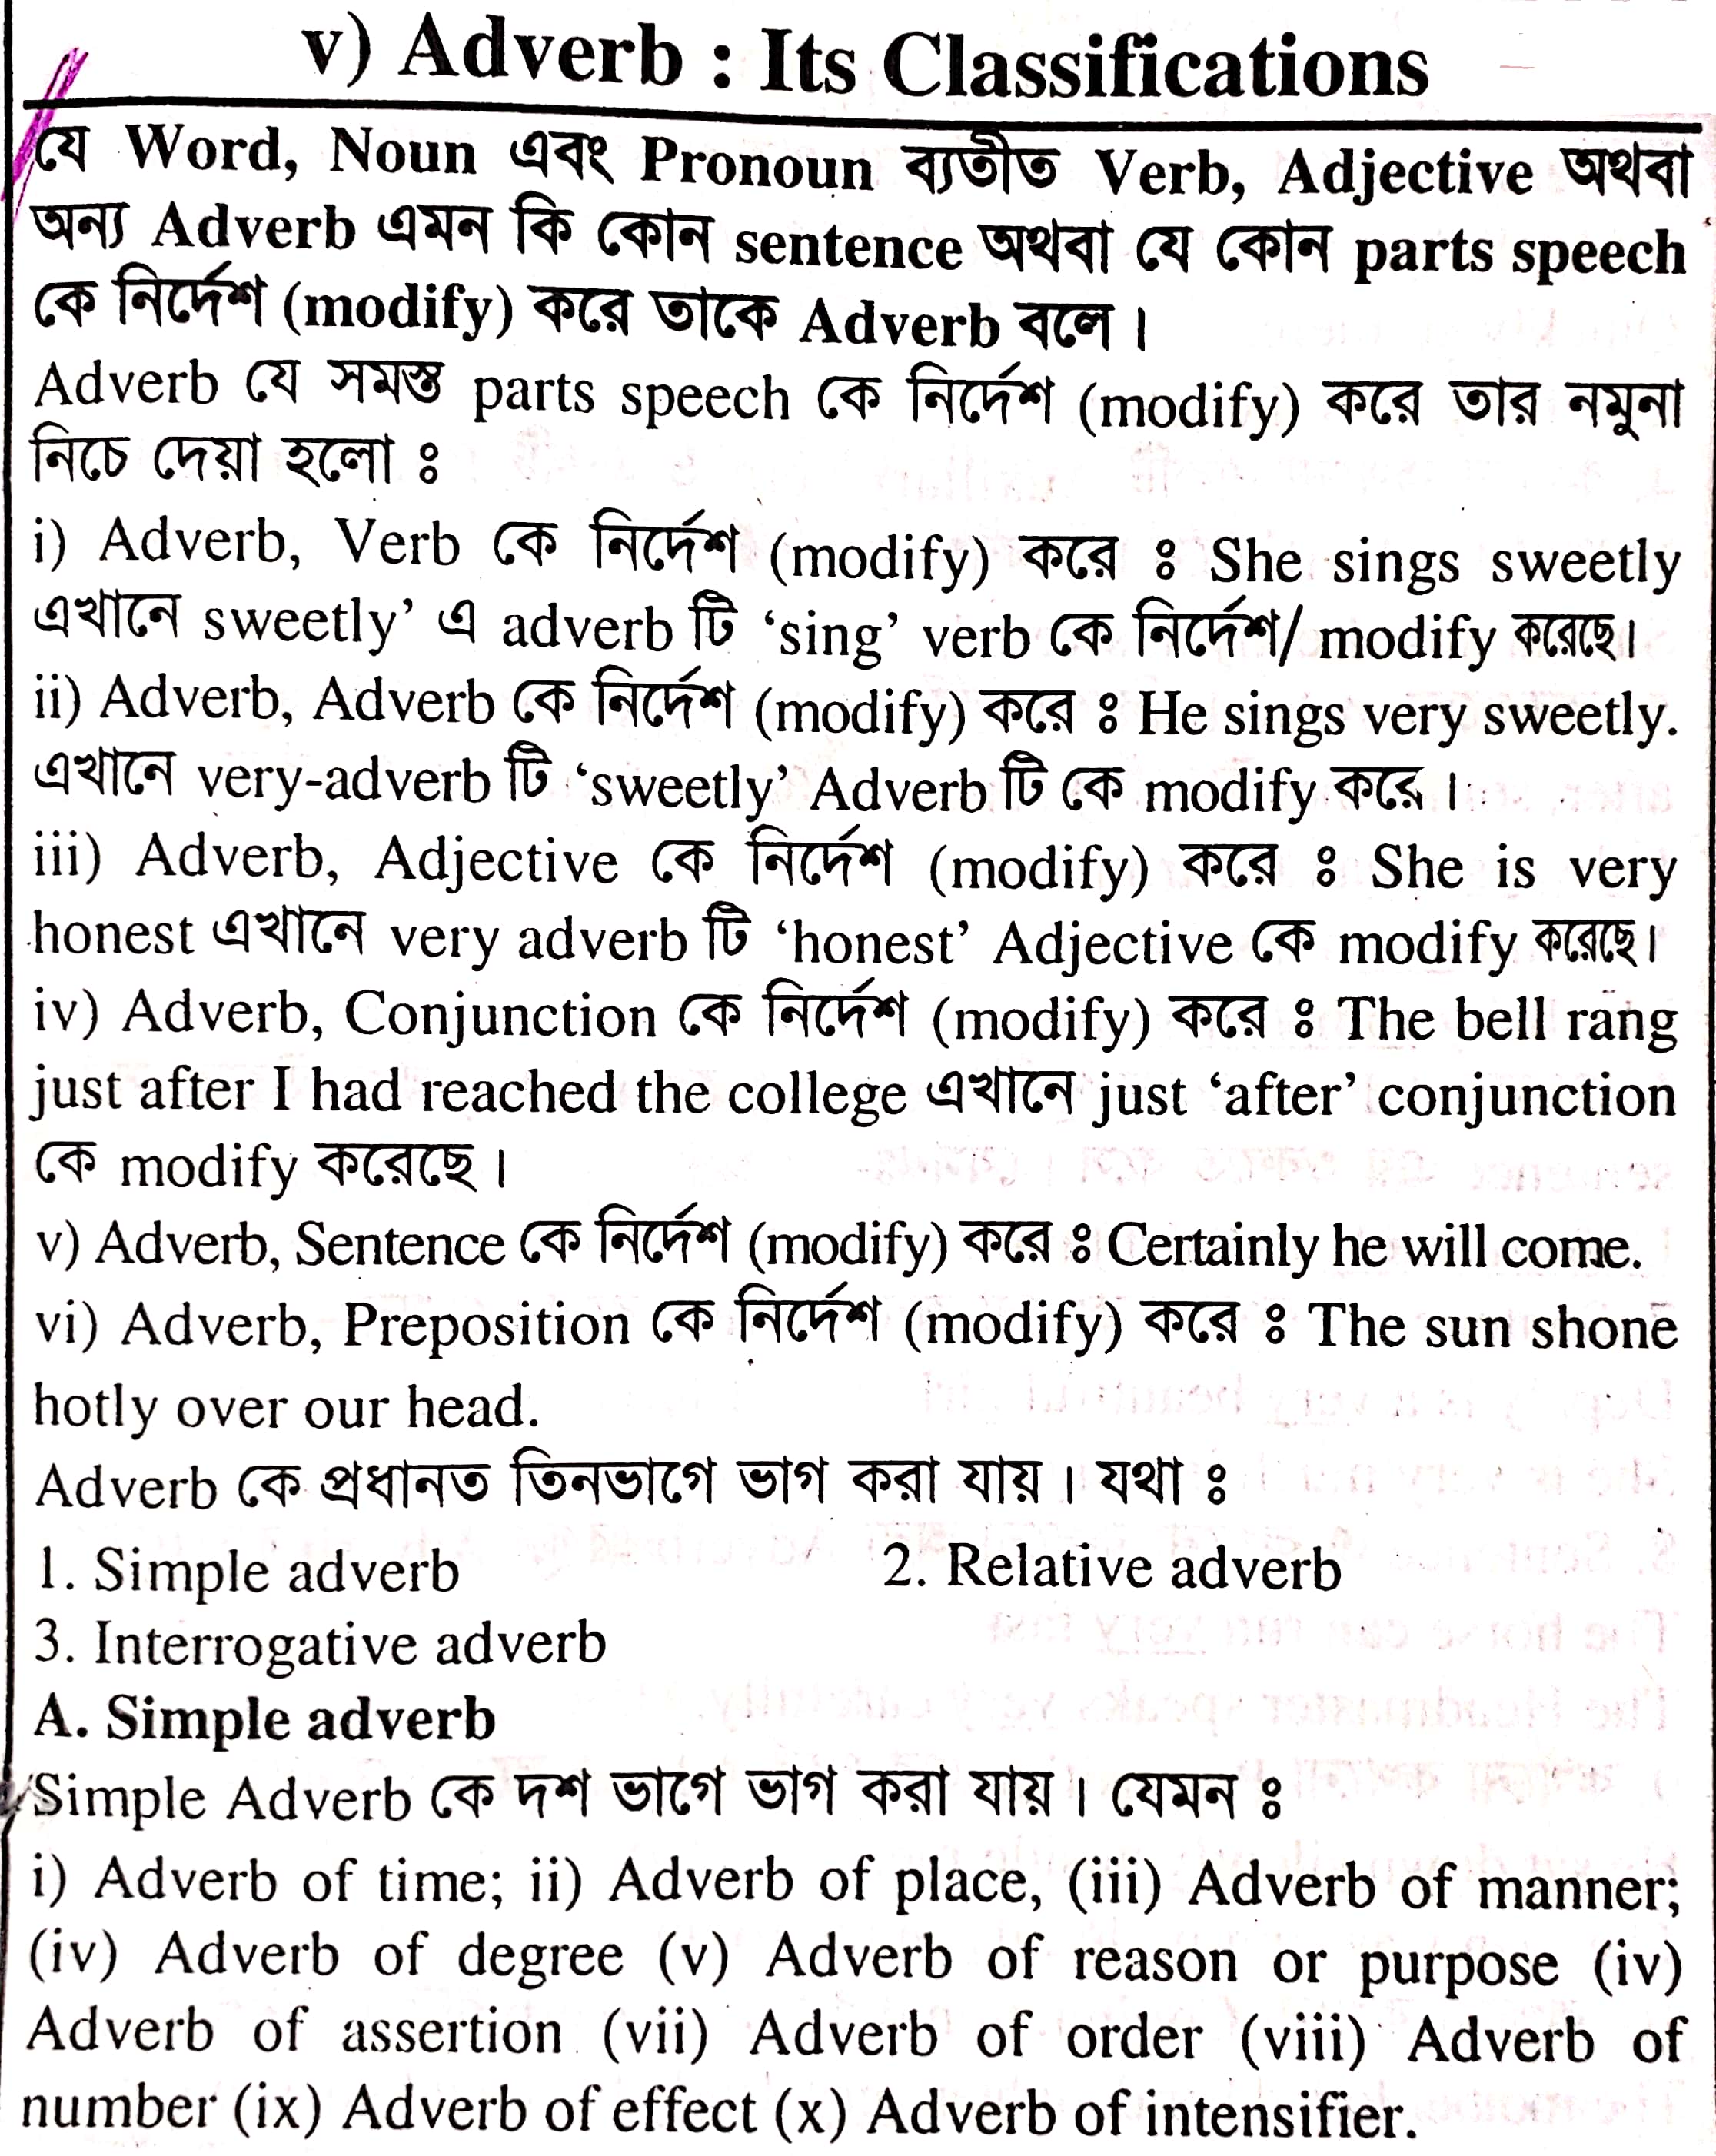 v) Adverb : Its Classifications
যে Word, Noun এবং Pronoun ব্যতীত Verb, Adjective অথবা
অন্য Adverb এমন কি কোন sentence অথবা যে কোন parts speech
কে নির্দেশ (modify) করে তাকে Adverb বলে।
Adverb যে সমস্ত parts speech কে নির্দেশ (modify) করে তার নমুনা
নিচে দেয়া হলো ঃ
i) Adverb, Verb কে নির্দেশ (modify) করে ঃ She sings sweetly
এখানে sweetly’ এ adverb টি ‘sing’ verb কে নির্দেশ/ modify করেছে।
ii) Adverb, Adverb কে নির্দেশ (modify) করে ঃ He sings very sweetly.
এখানে very-adverb টি ‘sweetly’ Adverb টি কে modify করে।
iii) Adverb, Adjective কে নির্দেশ (modify) করে ঃ She is very
honest এখানে very adverb টি ‘honest’ Adjective কে modify করেছে।
iv) Adverb, Conjunction কে নির্দেশ (modify) করে ঃ The bell rang
just after I had reached the college এখানে just ‘after’ conjunction
কে modify করেছে।
v) Adverb, Sentence কে নির্দেশ (modify) করে ঃ Certainly he will come.
vi) Adverb, Preposition কে নির্দেশ (modify) করে ঃ The sun shone
hotly over our head.
Adverb কে প্রধানত তিনভাগে ভাগ করা যায়। যথা ঃ
1. Simple adverb 2. Relative adverb
3. Interrogative adverb
A. Simple adverb
Simple Adverb কে দশ ভাগে ভাগ করা যায়। যেমন ঃ
i) Adverb of time; ii) Adverb of place, (iii) Adverb of manner;
(iv) Adverb of degree (v) Adverb of reason or purpose (iv)
Adverb of assertion (vii) Adverb of order (viii) Adverb of
number (ix) Adverb of effect (x) Adverb of intensifier.